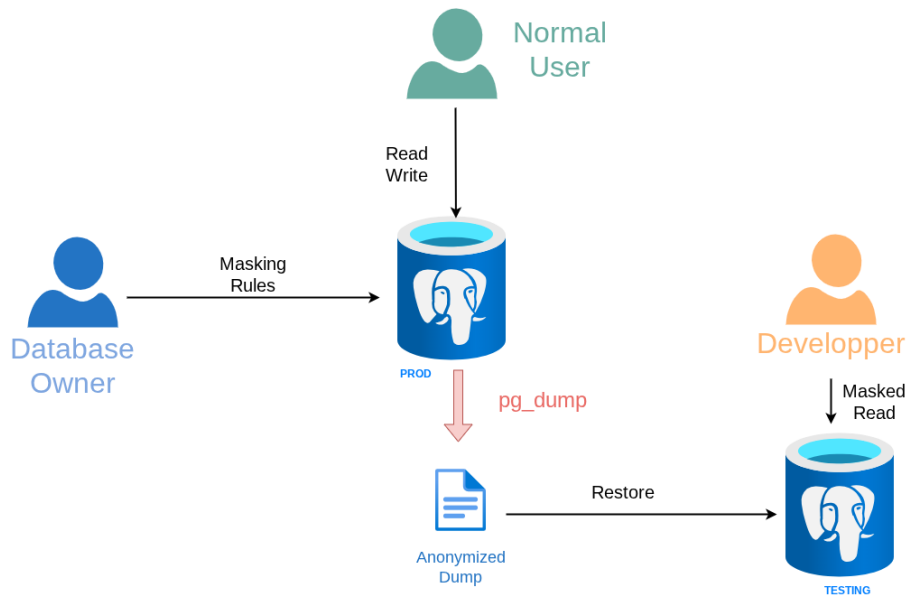 Normal
User
Read
Write
Masking
Rules
Database
Owner
PROD
Developper
pg_dump
Masked
Read
Restore
Anonymized
Dump
TESTING